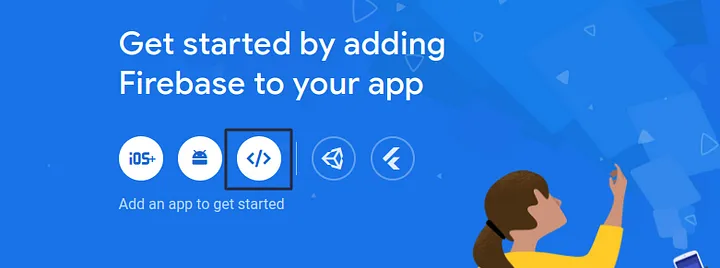 Get started by adding
Firebase to your app
iOS+
</>
Add an app to get started